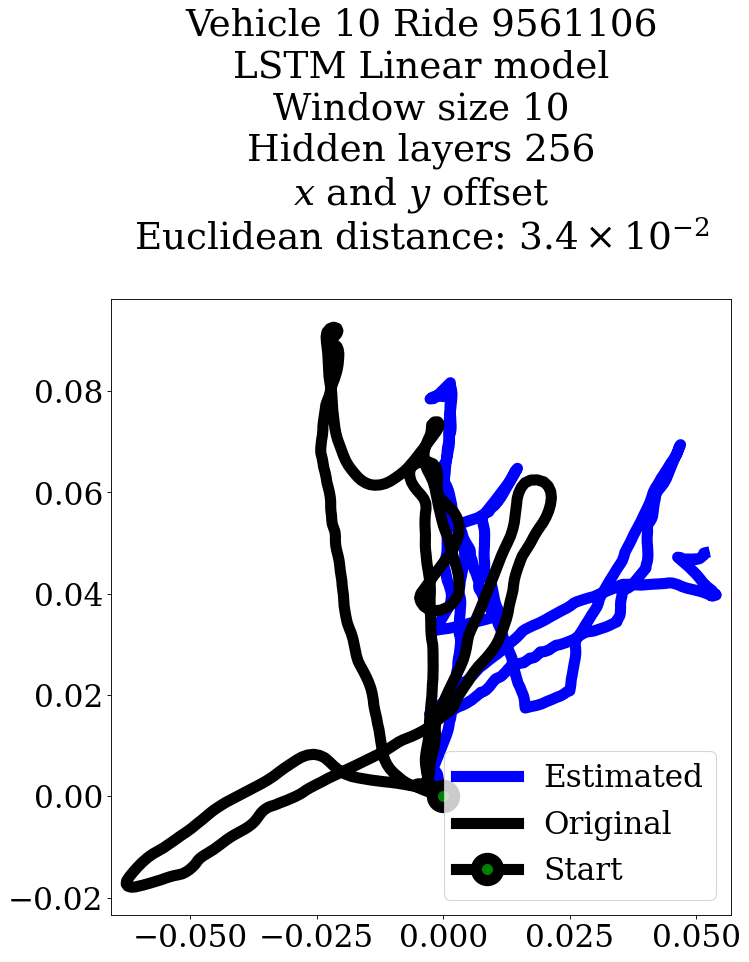 Vehicle 10 Ride 9561106
LSTM Linear model
Window size 10
Hidden layers 256
x and y offset
Euclidean distance: 3.4 × 10⁻²
0.08
0.06
0.04
0.02
0.00
−0.02
Estimated
Original
Start
−0.050 −0.025 0.000 0.025 0.050